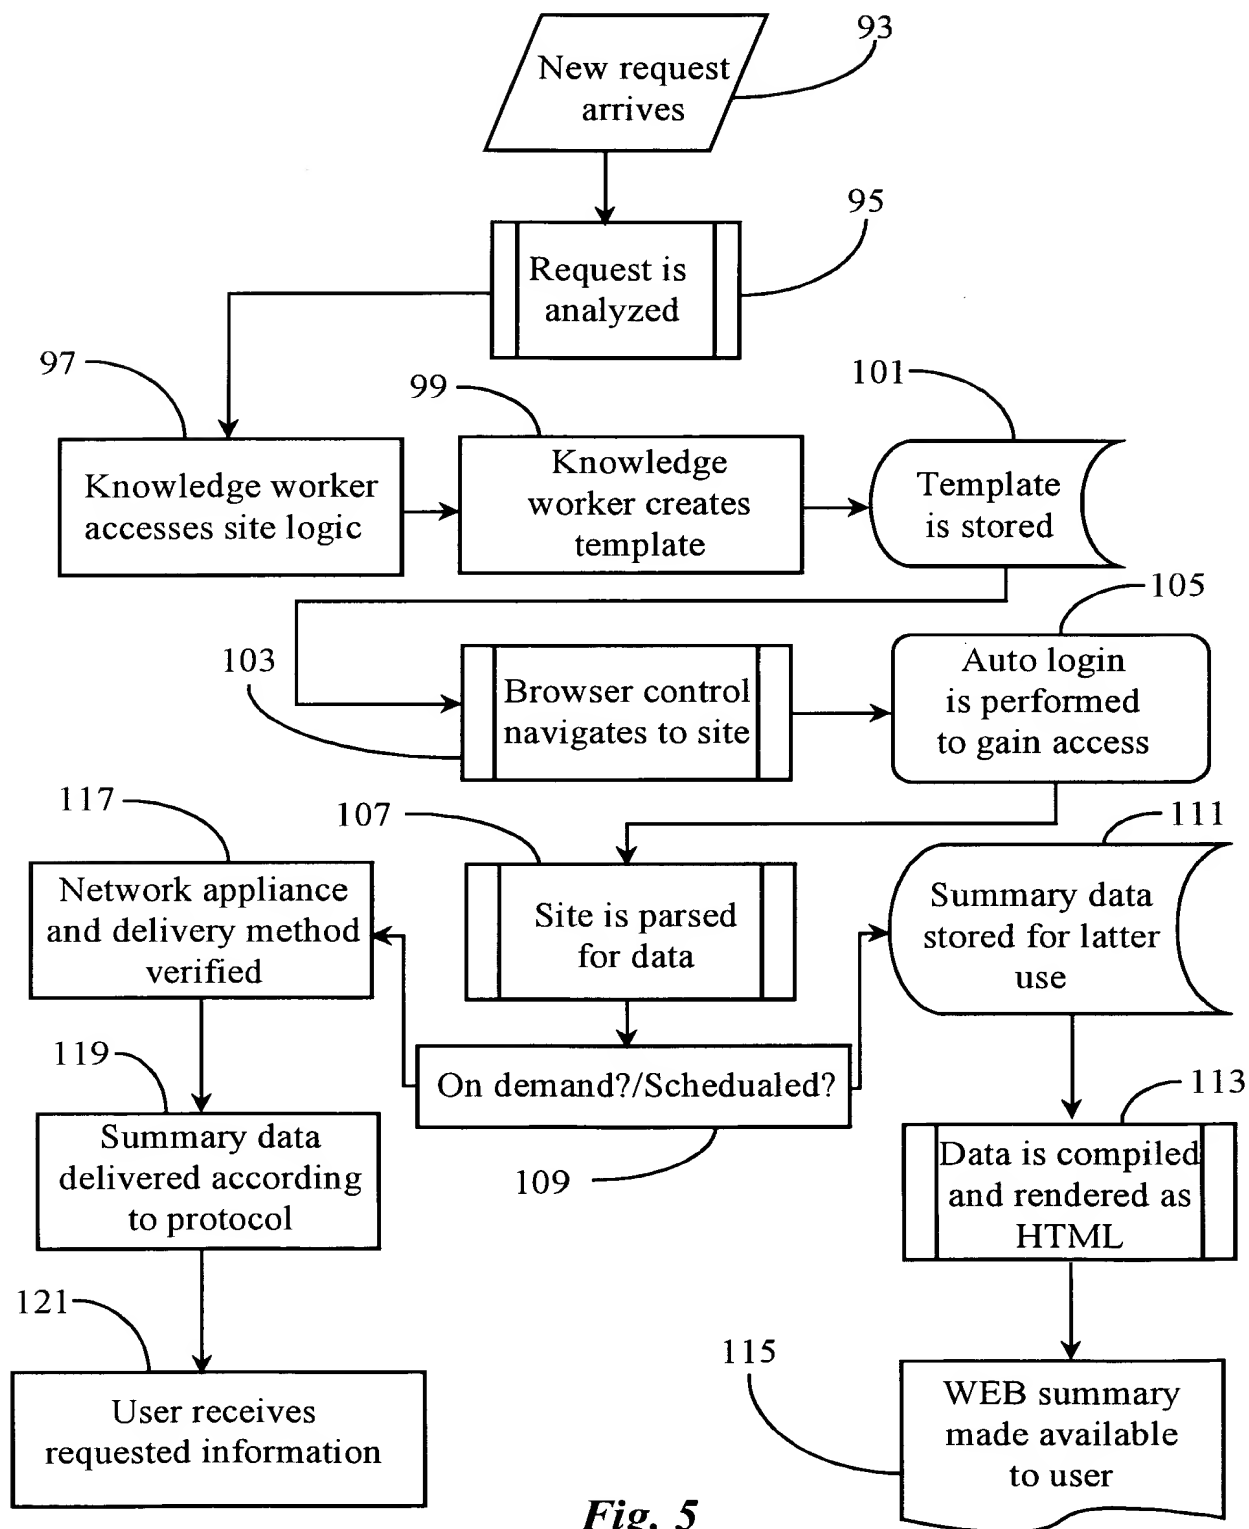 93
New request
arrives
95
Request is
analyzed
97
Knowledge worker
accesses site logic
99
Knowledge
worker creates
template
101
Template
is stored
103
Browser control
navigates to site
105
Auto login
is performed
to gain access
107
Site is parsed
for data
109
On demand?/Schedualed?
111
Summary data
stored for latter
use
113
Data is compiled
and rendered as
HTML
115
WEB summary
made available
to user
117
Network appliance
and delivery method
verified
119
Summary data
delivered according
to protocol
121
User receives
requested information
Fig. 5